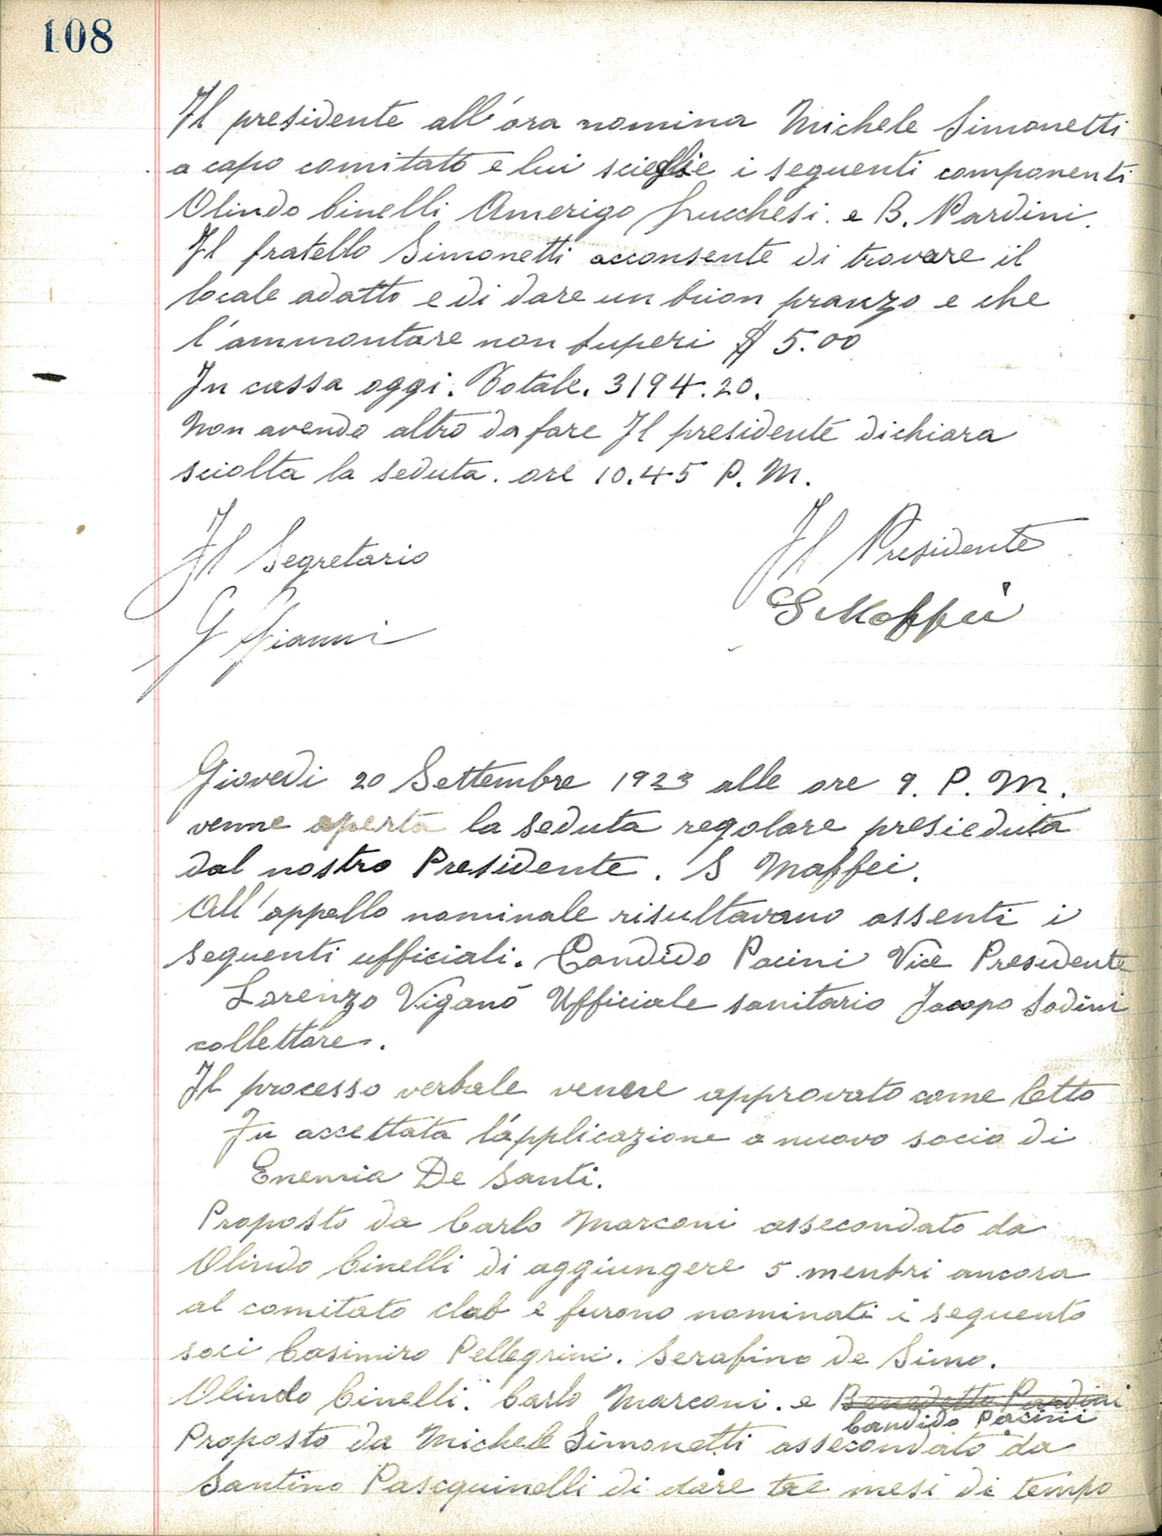 108
Il presidente all'ora nomina Michele Simonetti
a capo comitato e lui scieglie i seguenti componenti
Olindo Cinelli Amerigo Lucchesi. e B. Pardini.
Il fratello Simonetti acconsente di trovare il
locale adatto e di dare un buon pranzo e che
l'ammontare non superi $ 5.00
In cassa oggi. Totale. 3194.20.
Non avendo altro da fare Il presidente dichiara
sciolta la seduta. ore 10.45 P. M.
Il Segretario
Il Presidente
G Gianni
S Maffei
Giovedi 20 Settembre 1923 alle ore 9. P. M.
venne aperta la seduta regolare presieduta
dal nostro Presidente. S Maffei.
All'appello nominale risultavano assenti i
seguenti ufficiali. Candido Pacini Vice Presidente
Lorenzo Viganó Ufficiale sanitario Jacopo Sodini
collettore.
Il processo verbale venne approvato come letto
Fu accettata l'applicazione a nuovo socio di
Enemia De Santi.
Proposto da Carlo Marconi assecondato da
Olindo Cinelli di aggiungere 5 membri ancora
al comitato club e furono nominati i seguento
soci Casimiro Pellegrini. Serafino de Simo.
Olindo Cinelli. Carlo Marconi. e Benedetto Pardini
Candido Pacini
Proposto da Michele Simonetti assecondato da
Santino Pascquinelli di dare tre mesi di tempo